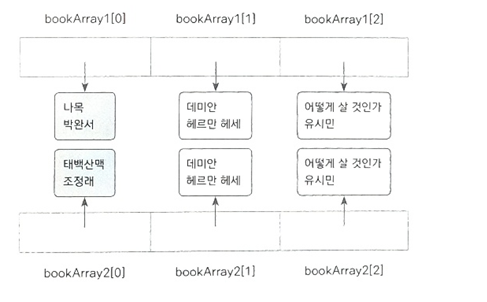 bookArray1[0] bookArray1[1] bookArray1[2]
나목
박완서
데미안
헤르만 헤세
어떻게 살 것인가
유시민
태백산맥
조정래
데미안
헤르만 헤세
어떻게 살 것인가
유시민
bookArray2[0] bookArray2[1] bookArray2[2]